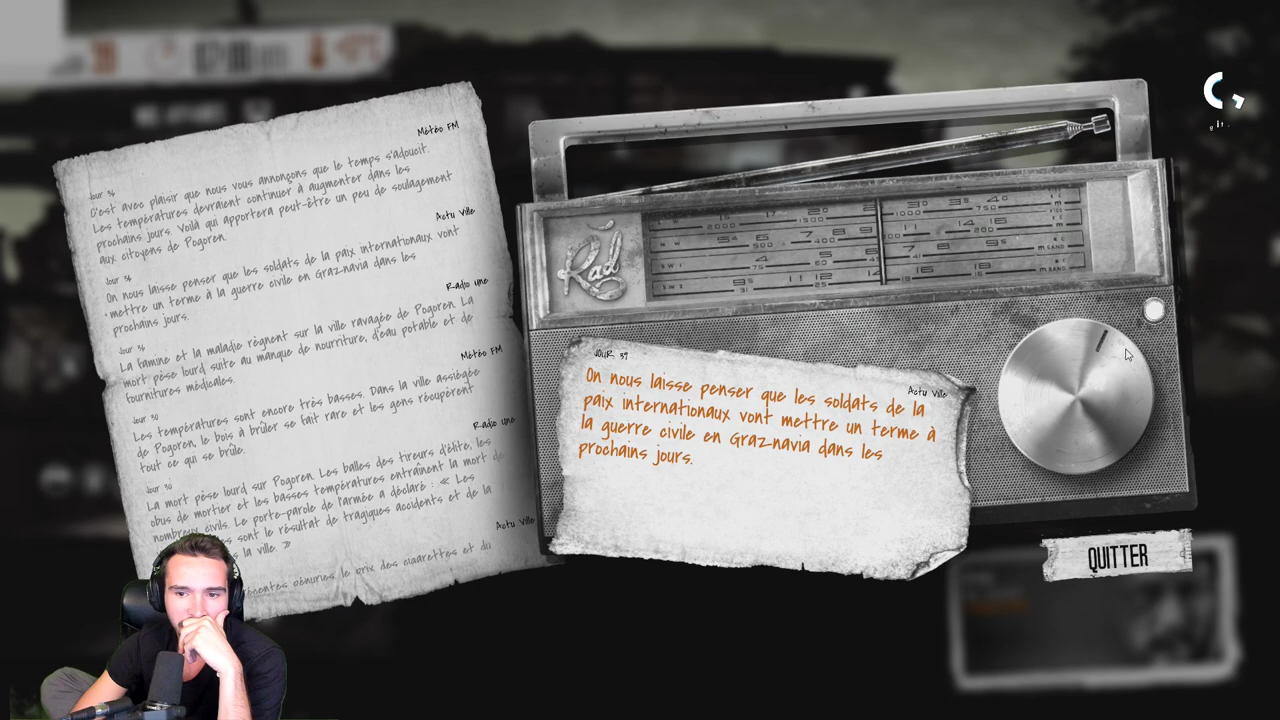 Météo FM
Jour 36
C'est avec plaisir que nous vous annonçons que le temps s'adoucit.
Les températures devraient continuer à augmenter dans les
prochains jours. Voilà qui apportera peut-être un peu de soulagement
aux citoyens de Pogoren.
Actu Ville
Jour 36
On nous laisse penser que les soldats de la paix internationaux vont
mettre un terme à la guerre civile en Graznavia dans les
prochains jours.
Radio une
Jour 36
La famine et la maladie règnent sur la ville ravagée de Pogoren. La
mort pèse lourd suite au manque de nourriture, d'eau potable et de
fournitures médicales.
Météo FM
Jour 30
Les températures sont encore très basses. Dans la ville assiégée
de Pogoren, le bois à brûler se fait rare et les gens récupèrent
tout ce qui se brûle.
Radio une
Jour 30
La mort pèse lourd sur Pogoren. Les balles des tireurs d'élite, les
obus de mortier et les basses températures entraînent la mort de
nombreux civils. Le porte-parole de l'armée a déclaré : « Les
sont le résultat de tragiques accidents et de la
la ville. »
Actu Ville
pénuries, le prix des cigarettes et du
Rad
JOUR 39
Actu Ville
On nous laisse penser que les soldats de la
paix internationaux vont mettre un terme à
la guerre civile en Graznavia dans les
prochains jours.
QUITTER